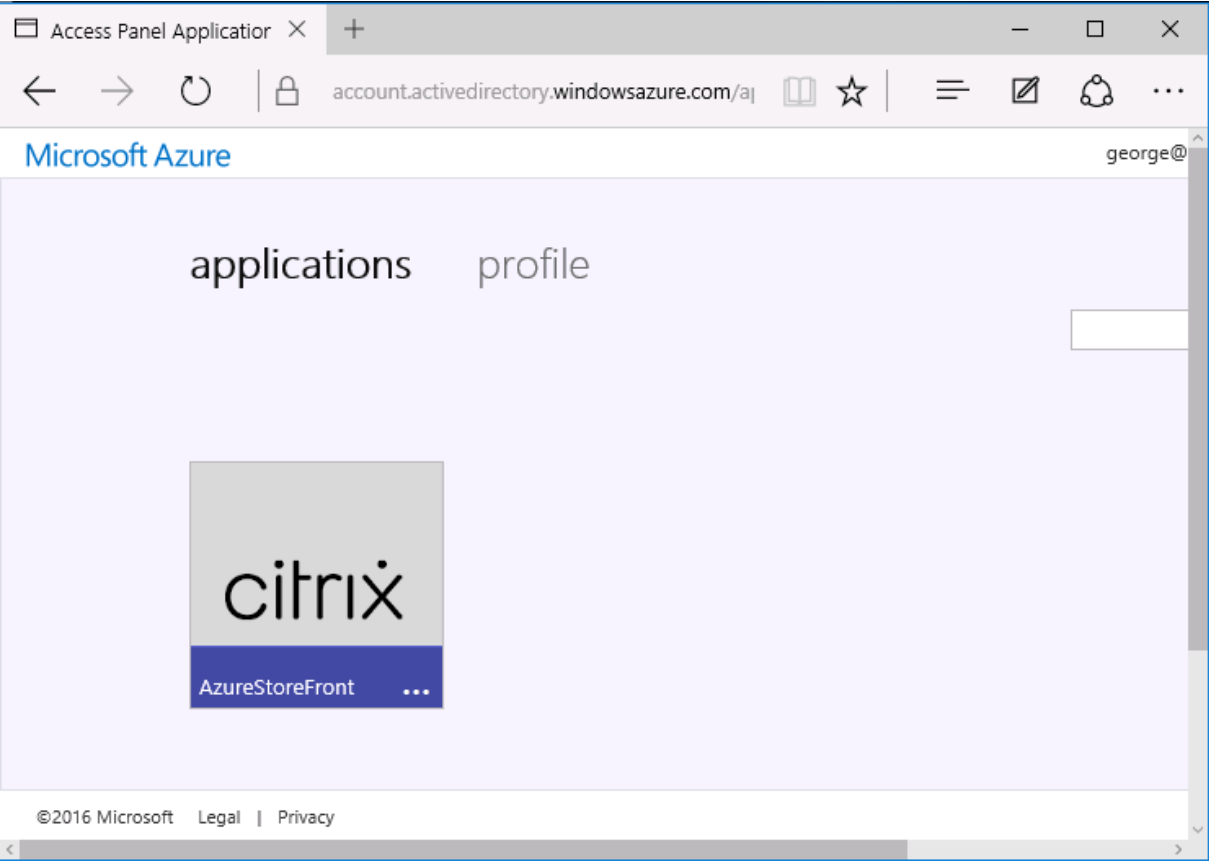 Access Panel Applicatior
account.activedirectory.windowsazure.com/a
Microsoft Azure
george@
applications profile
citrix
AzureStoreFront ...
©2016 Microsoft Legal | Privacy